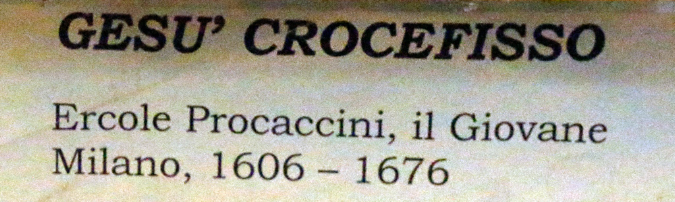 GESU' CROCEFISSO
Ercole Procaccini, il Giovane
Milano, 1606 – 1676